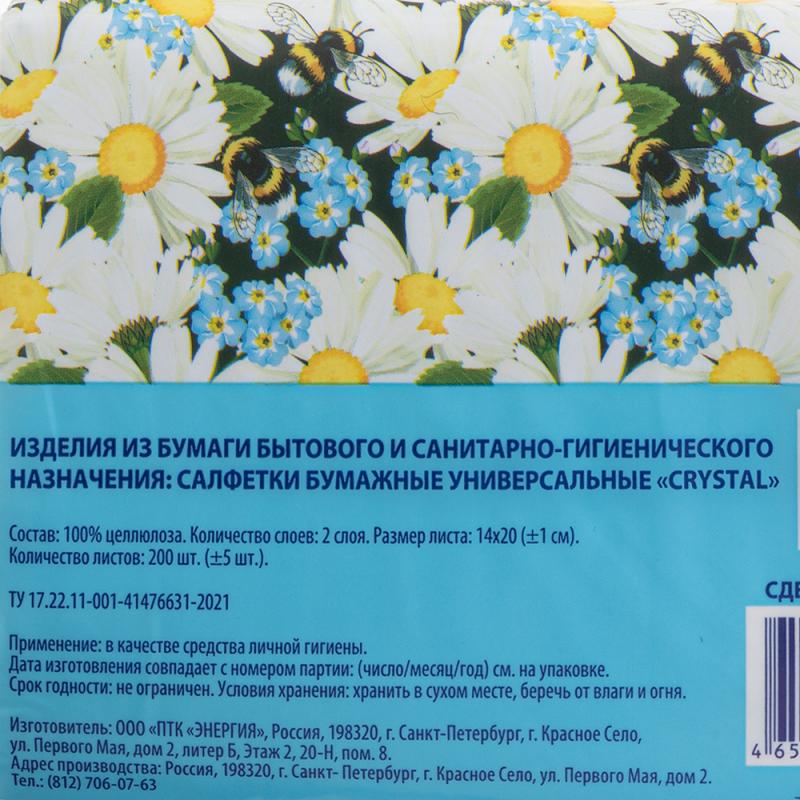 ИЗДЕЛИЯ ИЗ БУМАГИ БЫТОВОГО И САНИТАРНО-ГИГИЕНИЧЕСКОГО
НАЗНАЧЕНИЯ: САЛФЕТКИ БУМАЖНЫЕ УНИВЕРСАЛЬНЫЕ «CRYSTAL»
Состав: 100% целлюлоза. Количество слоев: 2 слоя. Размер листа: 14х20 (±1 см).
Количество листов: 200 шт. (±5 шт.).
СДЕ
ТУ 17.22.11-001-41476631-2021
Применение: в качестве средства личной гигиены.
Дата изготовления совпадает с номером партии: (число/месяц/год) см. на упаковке.
Срок годности: не ограничен. Условия хранения: хранить в сухом месте, беречь от влаги и огня.
Изготовитель: ООО «ПТК «ЭНЕРГИЯ», Россия, 198320, г. Санкт-Петербург, г. Красное Село,
ул. Первого Мая, дом 2, литер Б, Этаж 2, 20-Н, пом. 8.
Адрес производства: Россия, 198320, г. Санкт- Петербург, г. Красное Село, ул. Первого Мая, дом 2.
Тел.: (812) 706-07-63
4 65